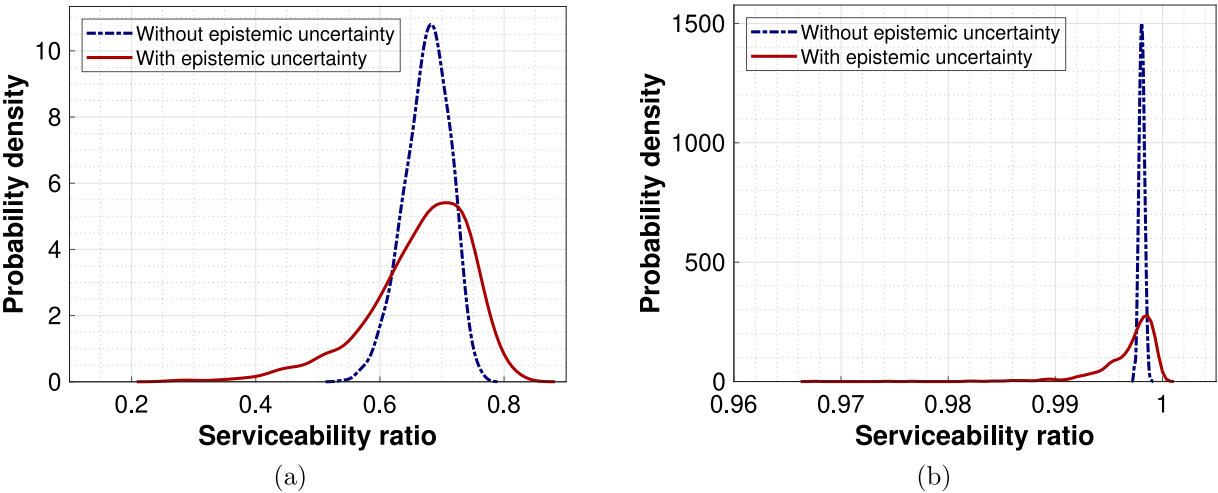 Without epistemic uncertainty
With epistemic uncertainty
Probability density
10
8
6
4
2
0
0.2
0.4
0.6
0.8
Serviceability ratio
(a)
Without epistemic uncertainty
With epistemic uncertainty
Probability density
1500
1000
500
0
0.96
0.97
0.98
0.99
1
Serviceability ratio
(b)